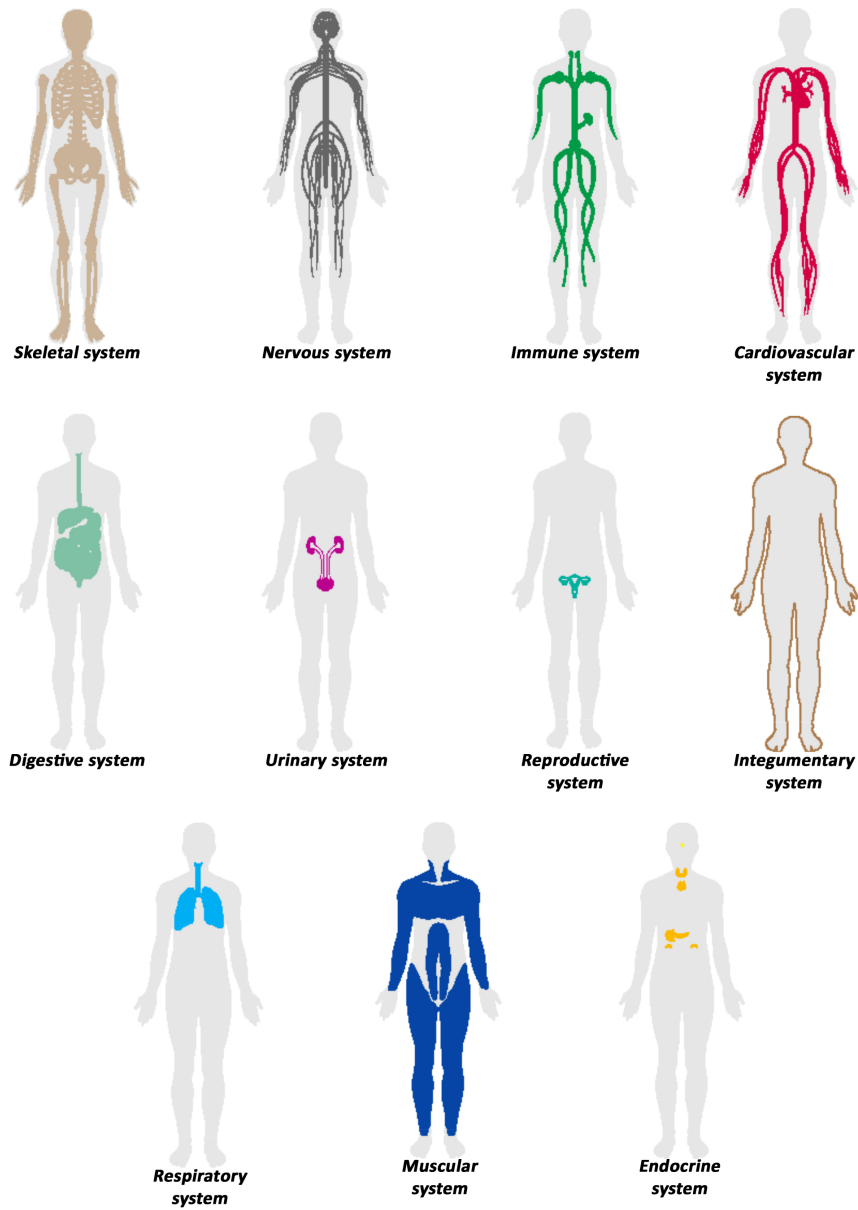 Skeletal system
Nervous system
Immune system
Cardiovascular
system
Digestive system
Urinary system
Reproductive
system
Integumentary
system
Respiratory
system
Muscular
system
Endocrine
system